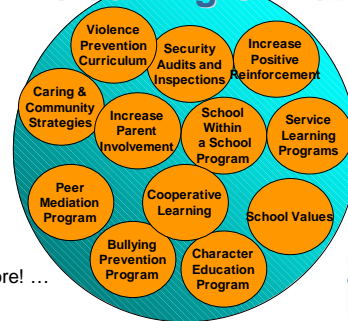 Violence
Prevention
Curriculum
Security
Audits and
Inspections
Increase
Positive
Reinforcement
Caring &
Community
Strategies
Increase
Parent
Involvement
School
Within
a School
Program
Service
Learning
Programs
Peer
Mediation
Program
Cooperative
Learning
School Values
Bullying
Prevention
Program
Character
Education
Program
ore! …